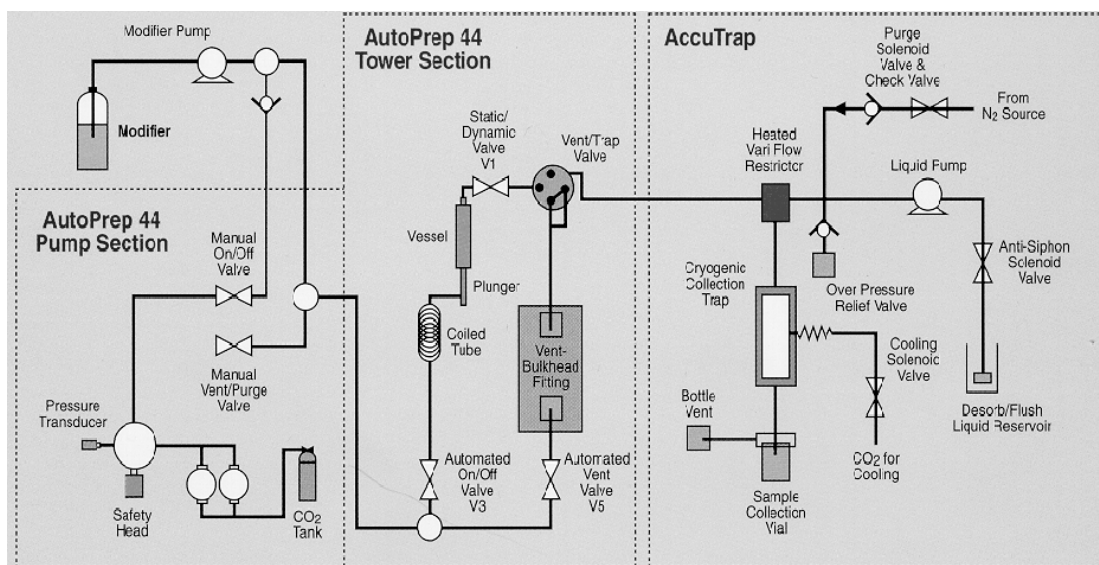 Modifier Pump
Modifier
AutoPrep 44
Pump Section
Manual
On/Off
Valve
Manual
Vent/Purge
Valve
Pressure
Transducer
Safety
Head
CO2
Tank
AutoPrep 44
Tower Section
Static/
Dynamic
Valve
V1
Vent/Trap
Valve
Vessel
Plunger
Coiled
Tube
Vent-
Bulkhead
Fitting
Automated
On/Off
Valve
V3
Automated
Vent
Valve
V5
AccuTrap
Purge
Solenoid
Valve &
Check Valve
From
N2 Source
Heated
Vari Flow
Restrictor
Liquid Pump
Anti-Siphon
Solenoid
Valve
Cryogenic
Collection
Trap
Over Pressure
Relief Valve
Cooling
Solenoid
Valve
Bottle
Vent
Desorb/Flush
Liquid Reservoir
CO2 for
Cooling
Sample
Collection
Vial